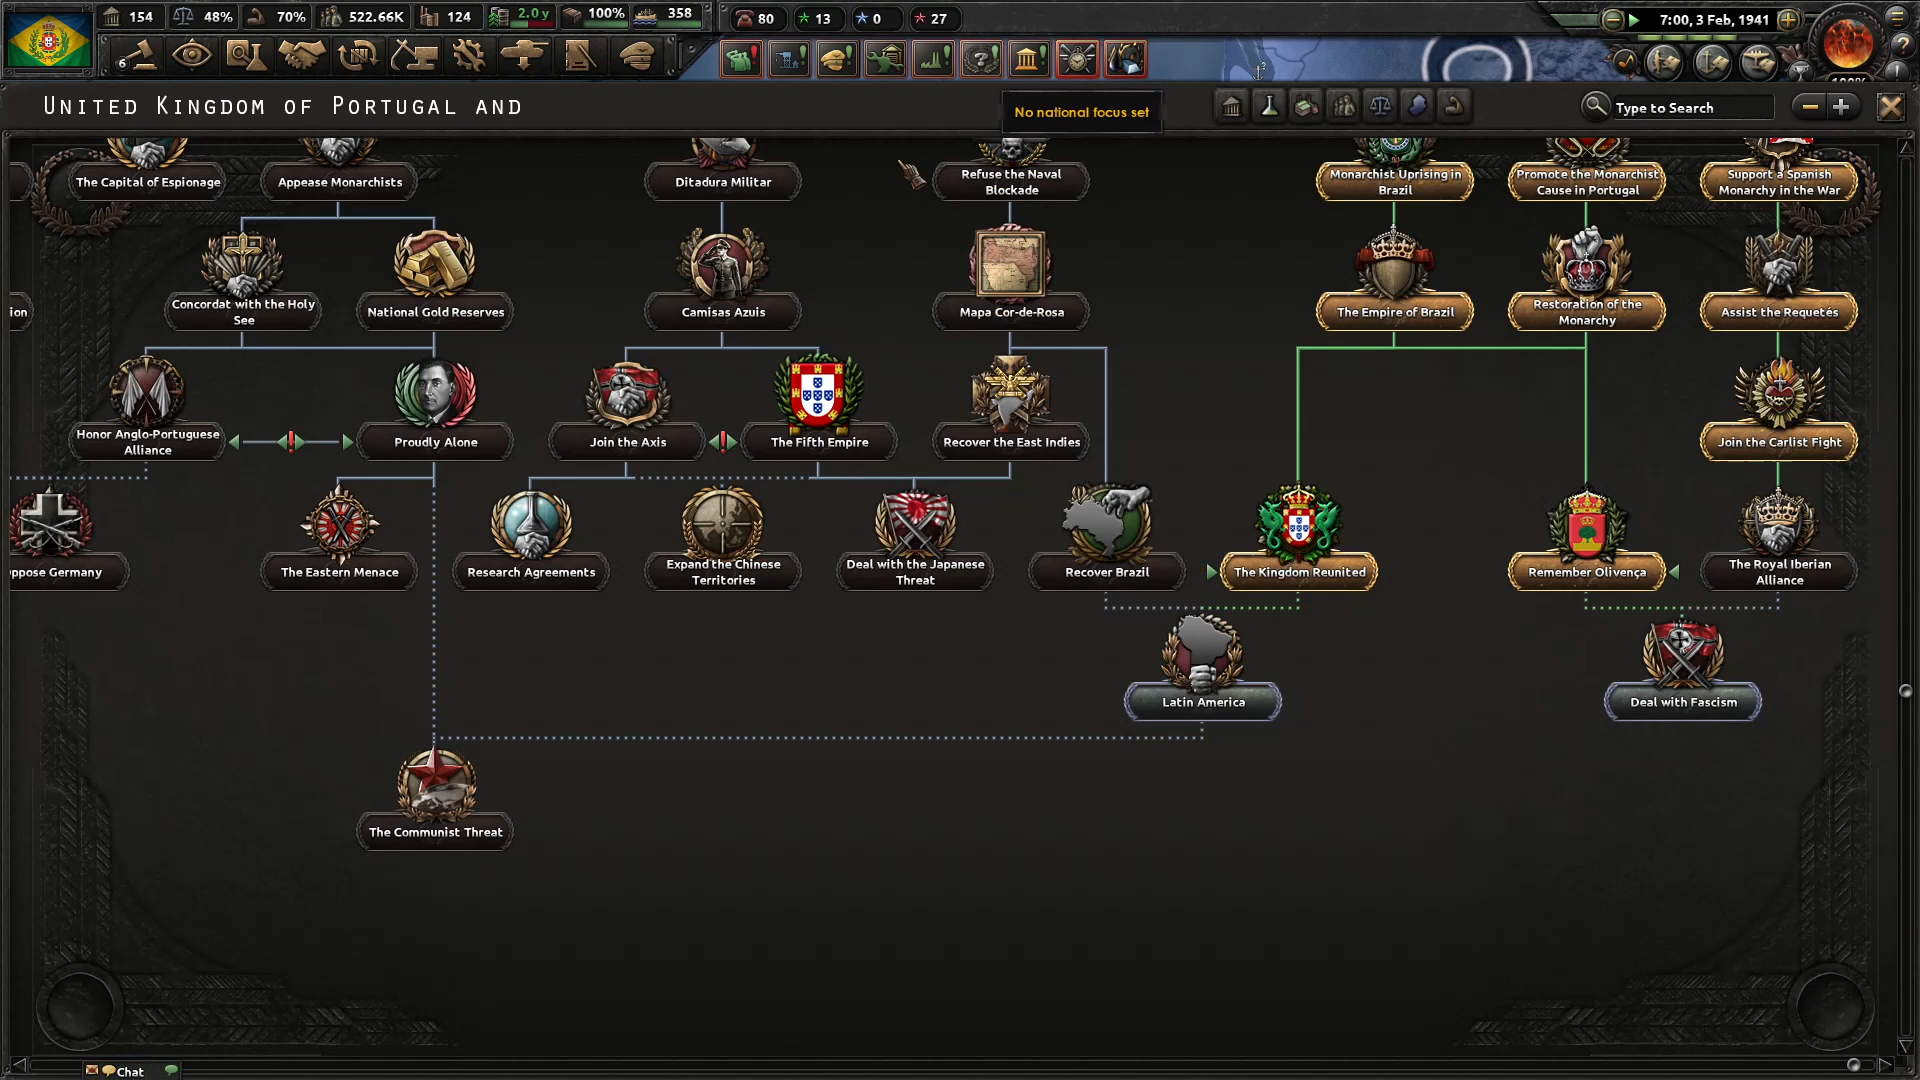 154
48%
70%
522.66K
124
2.0 y
100%
358
80
13
0
27
7:00, 3 Feb, 1941
6
100%
United Kingdom of Portugal and
No national focus set
Type to Search
The Capital of Espionage
Appease Monarchists
Ditadura Militar
Refuse the Naval
Blockade
Monarchist Uprising in
Brazil
Promote the Monarchist
Cause in Portugal
Support a Spanish
Monarchy in the War
ion
Concordat with the Holy
See
National Gold Reserves
Camisas Azuis
Mapa Cor-de-Rosa
The Empire of Brazil
Restoration of the
Monarchy
Assist the Requetés
Honor Anglo-Portuguese
Alliance
Proudly Alone
Join the Axis
The Fifth Empire
Recover the East Indies
Join the Carlist Fight
ppose Germany
The Eastern Menace
Research Agreements
Expand the Chinese
Territories
Deal with the Japanese
Threat
Recover Brazil
The Kingdom Reunited
Remember Olivença
The Royal Iberian
Alliance
Latin America
Deal with Fascism
The Communist Threat
Chat